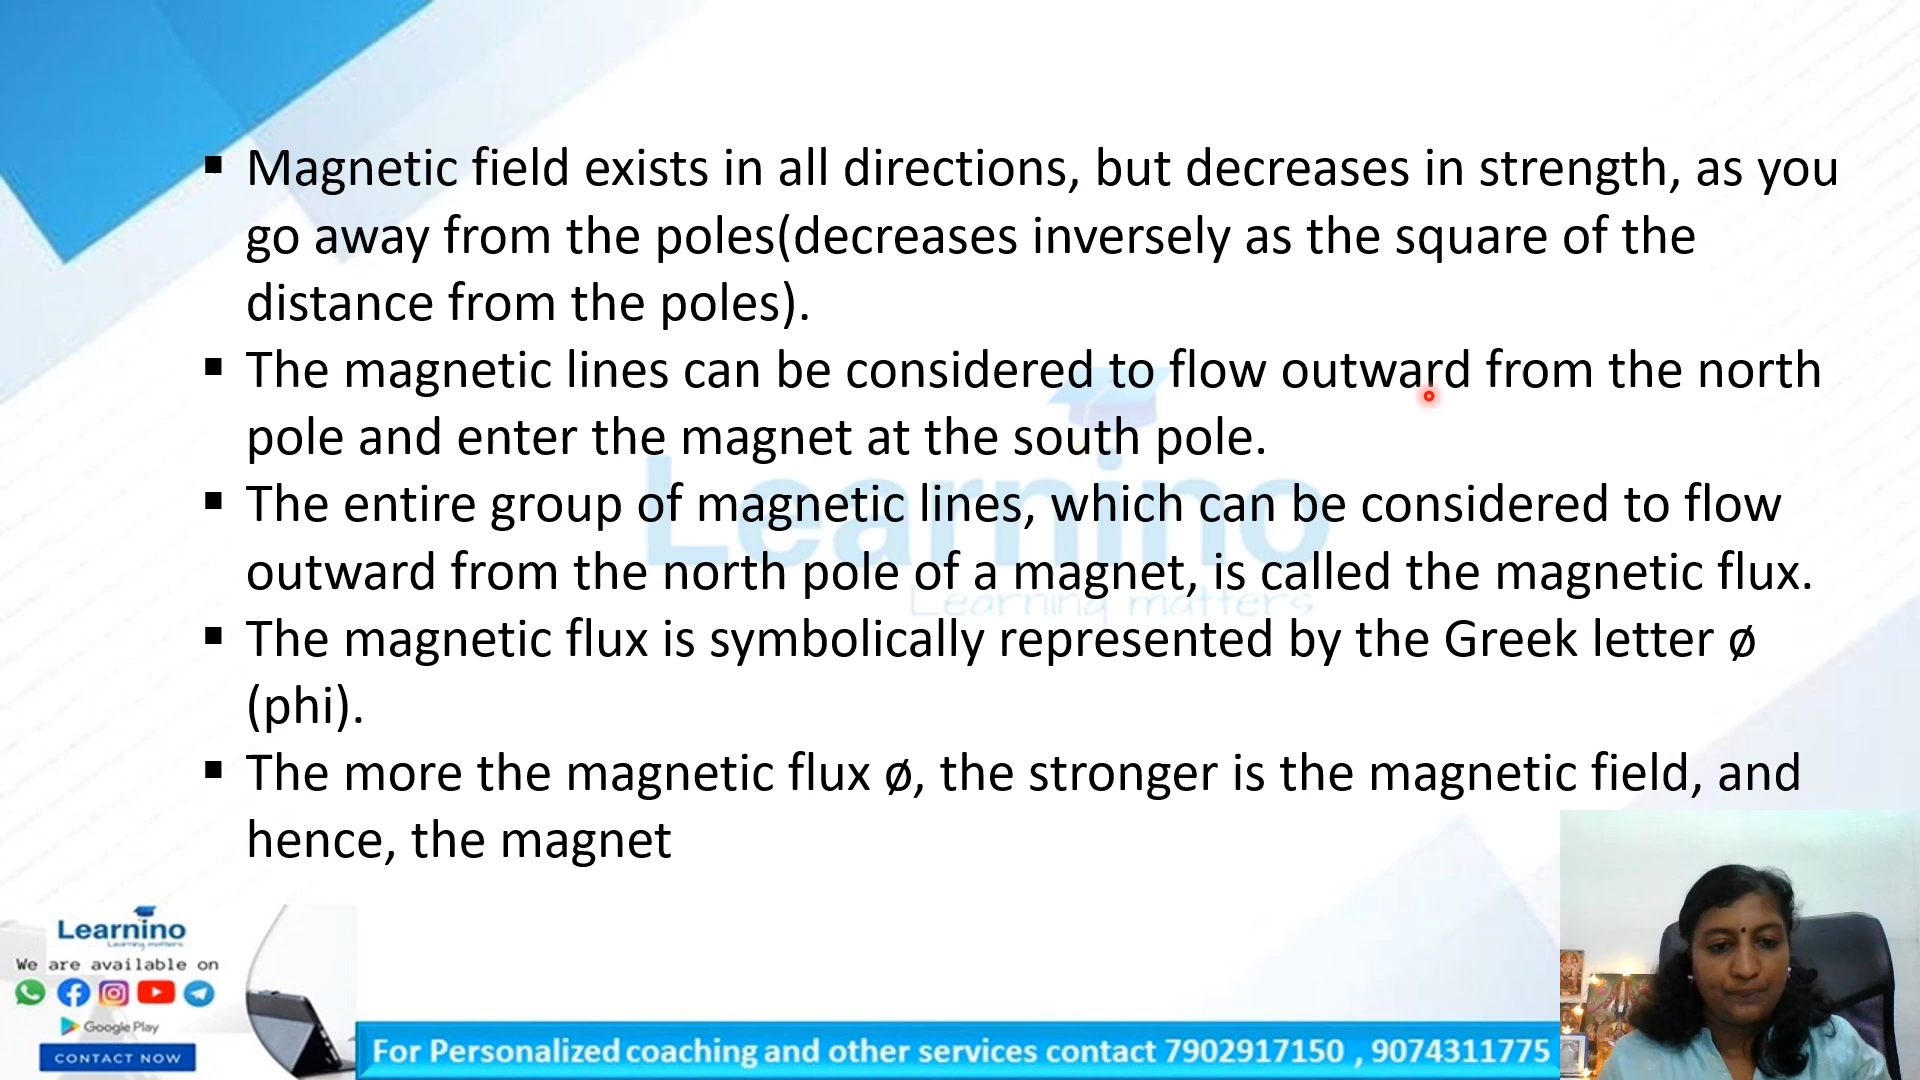 ▪ Magnetic field exists in all directions, but decreases in strength, as you
go away from the poles(decreases inversely as the square of the
distance from the poles).
▪ The magnetic lines can be considered to flow outward from the north
pole and enter the magnet at the south pole.
▪ The entire group of magnetic lines, which can be considered to flow
outward from the north pole of a magnet, is called the magnetic flux.
▪ The magnetic flux is symbolically represented by the Greek letter ø
(phi).
▪ The more the magnetic flux ø, the stronger is the magnetic field, and
hence, the magnet
Learnino
Learning matters
Learnino
Learning matters
We are available on
Google Play
CONTACT NOW
For Personalized coaching and other services contact 7902917150 , 9074311775